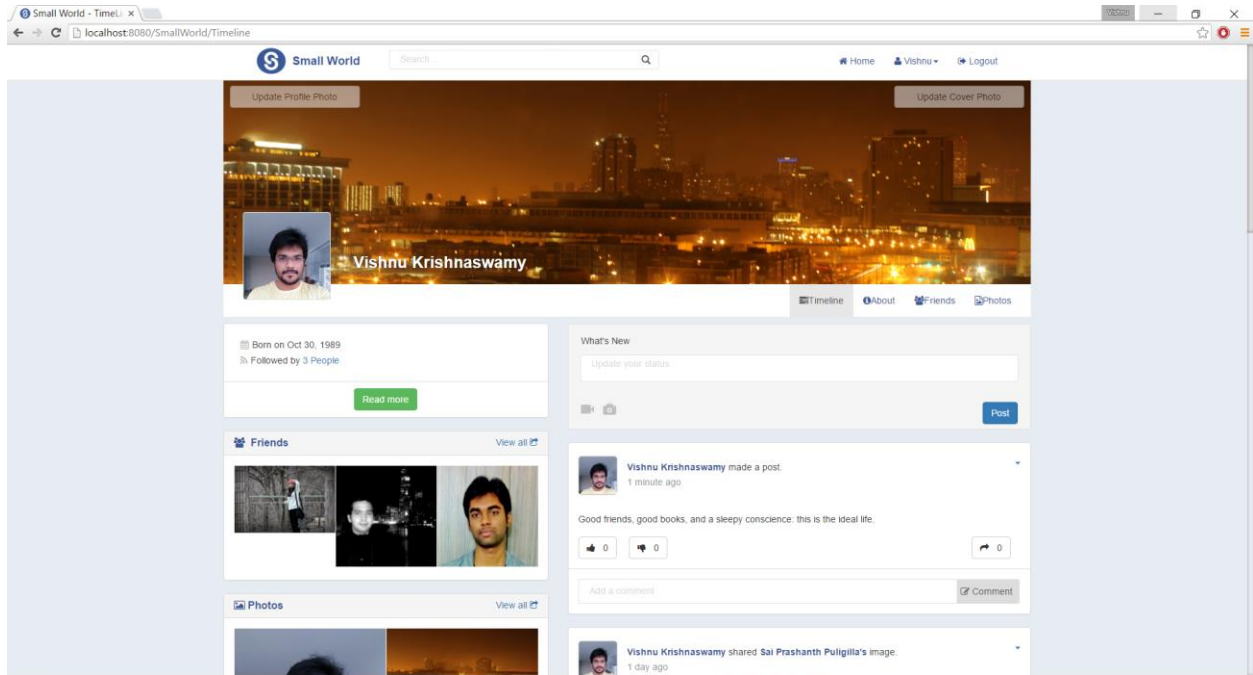 Small World - TimeLi
Vishnu
localhost:8080/SmallWorld/Timeline
Small World
Search...
Home Vishnu Logout
Update Profile Photo
Update Cover Photo
Vishnu Krishnaswamy
Timeline About Friends Photos
Born on Oct 30, 1989
Followed by 3 People
Read more
Friends View all
Photos View all
What's New
Update your status
Post
Vishnu Krishnaswamy made a post.
1 minute ago
Good friends, good books, and a sleepy conscience: this is the ideal life.
0 0 0
Add a comment Comment
Vishnu Krishnaswamy shared Sai Prashanth Puligilla's image.
1 day ago